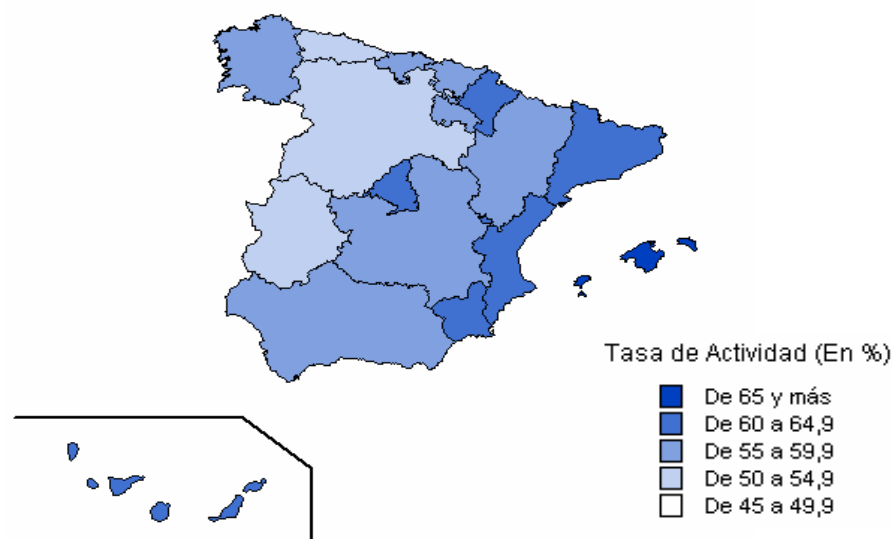 Tasa de Actividad (En %)
De 65 y más
De 60 a 64,9
De 55 a 59,9
De 50 a 54,9
De 45 a 49,9